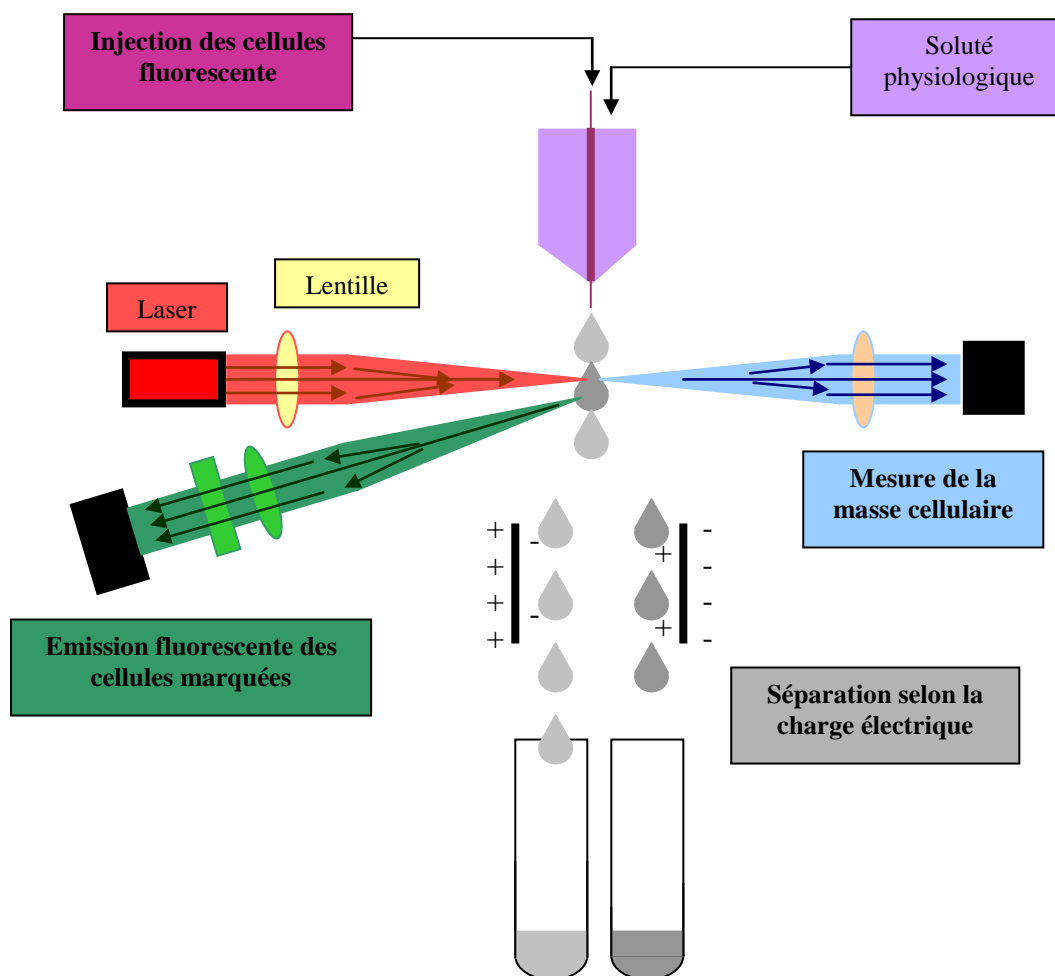 Injection des cellules
fluorescente
Soluté
physiologique
Lentille
Laser
Mesure de la
masse cellulaire
+ - + -
+ -
+ -
+ - + -
Emission fluorescente des
cellules marquées
Séparation selon la
charge électrique